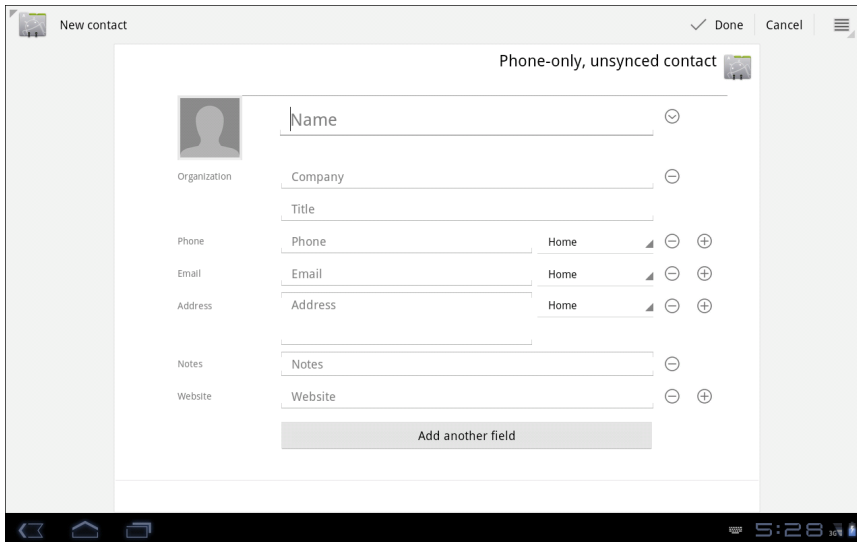 New contact
Done
Cancel
Phone-only, unsynced contact
Name
Organization
Company
Title
Phone
Phone
Home
Email
Email
Home
Address
Address
Home
Notes
Notes
Website
Website
Add another field
5:28
3G